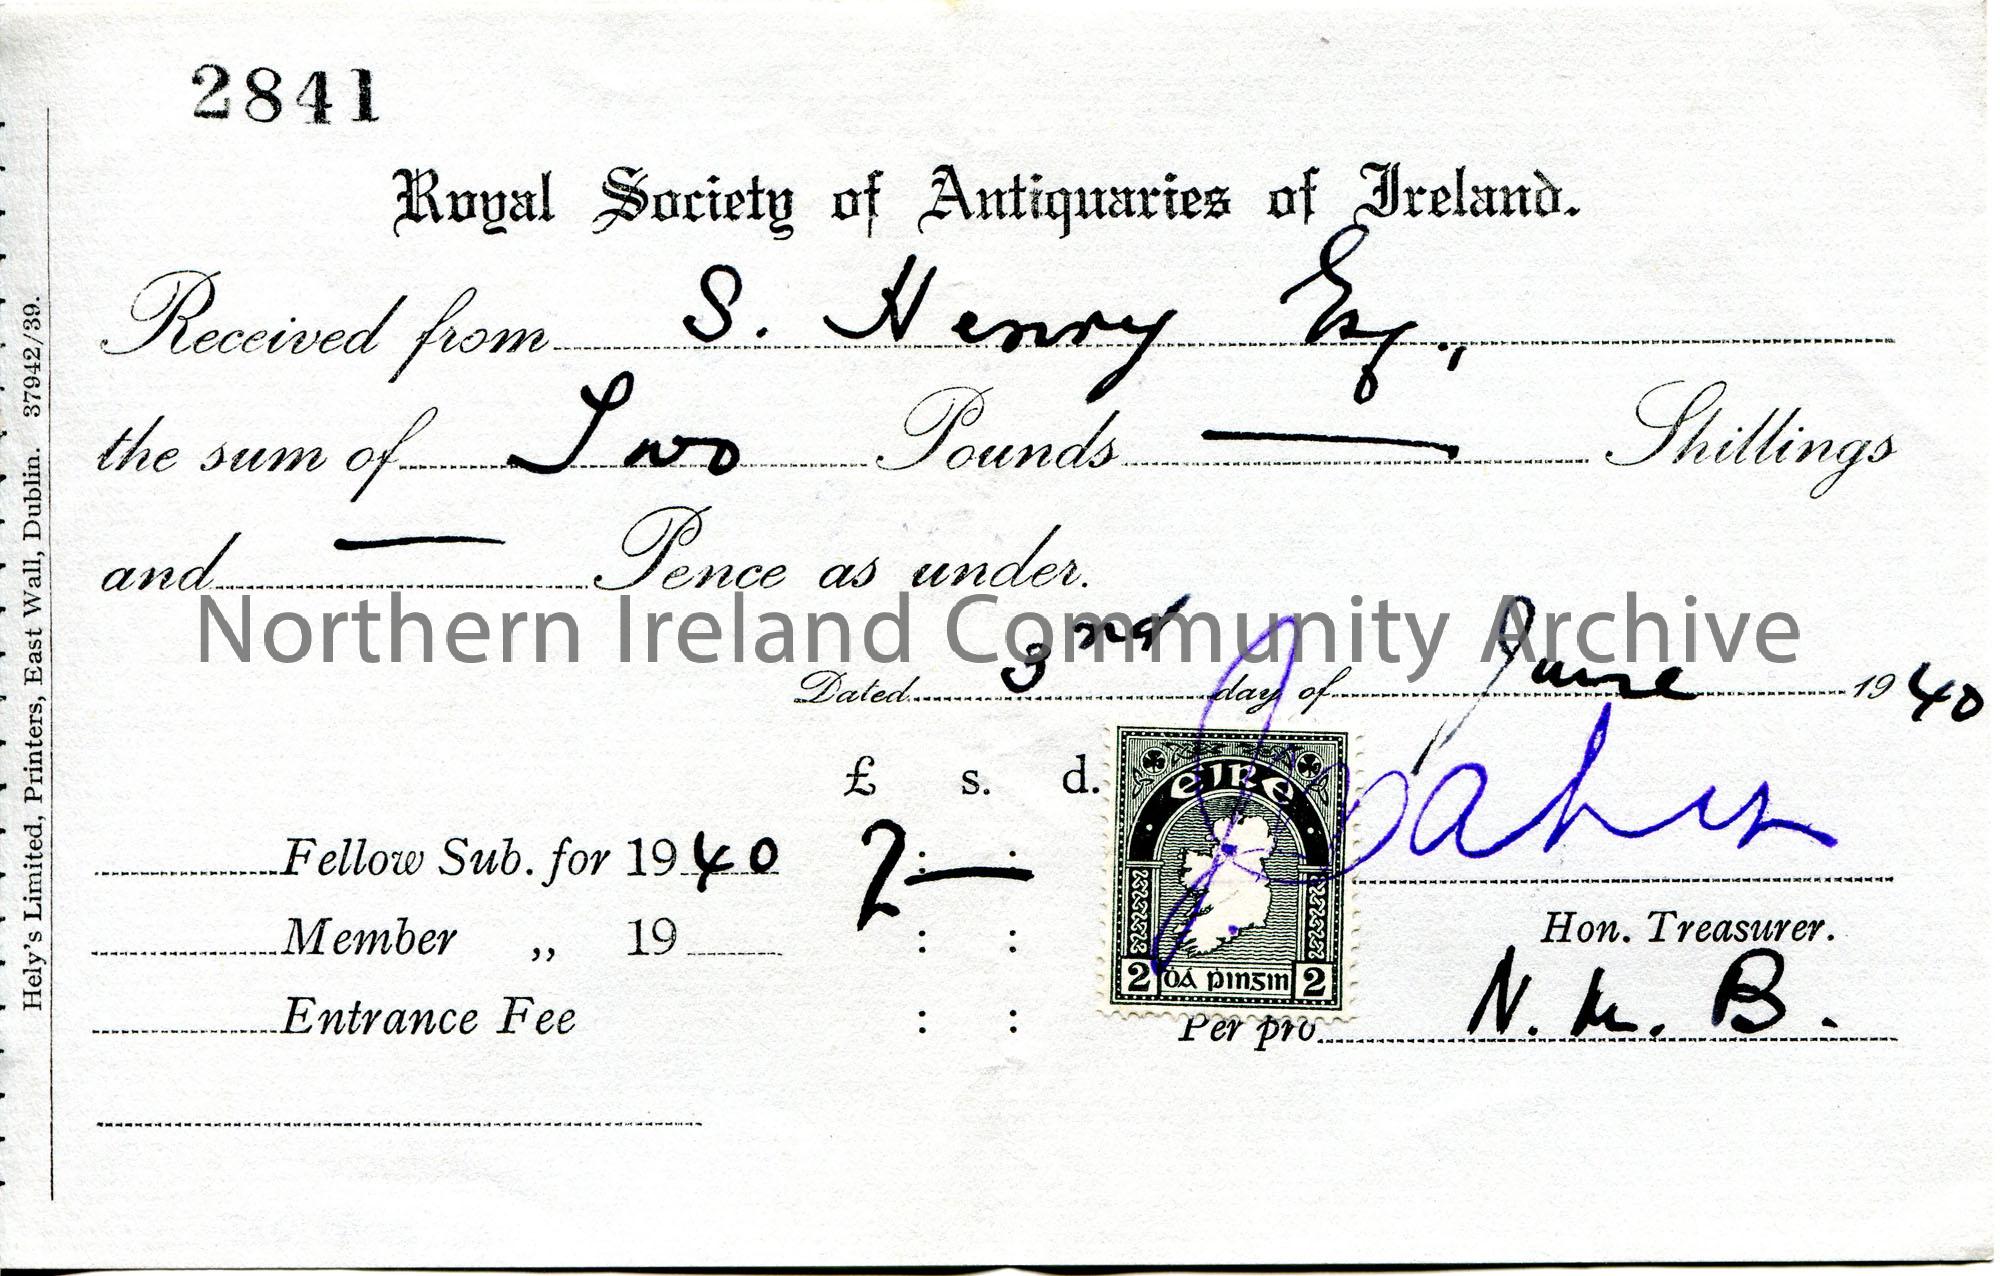 2841
Royal Society of Antiquaries of Ireland.
Received from S. Henry Esq.,
the sum of Two Pounds — Shillings
and — Pence as under.
Northern Ireland Community Archive
Dated 3nd day of June 1940
£ s. d.
EIRE
Fellow Sub. for 1940 2:—
Hon. Treasurer.
Member „ 19 : :
2 DÁ PINGIN 2
Entrance Fee : :
Per pro N. M. B.
Hely's Limited, Printers, East Wall, Dublin. 37942/39.